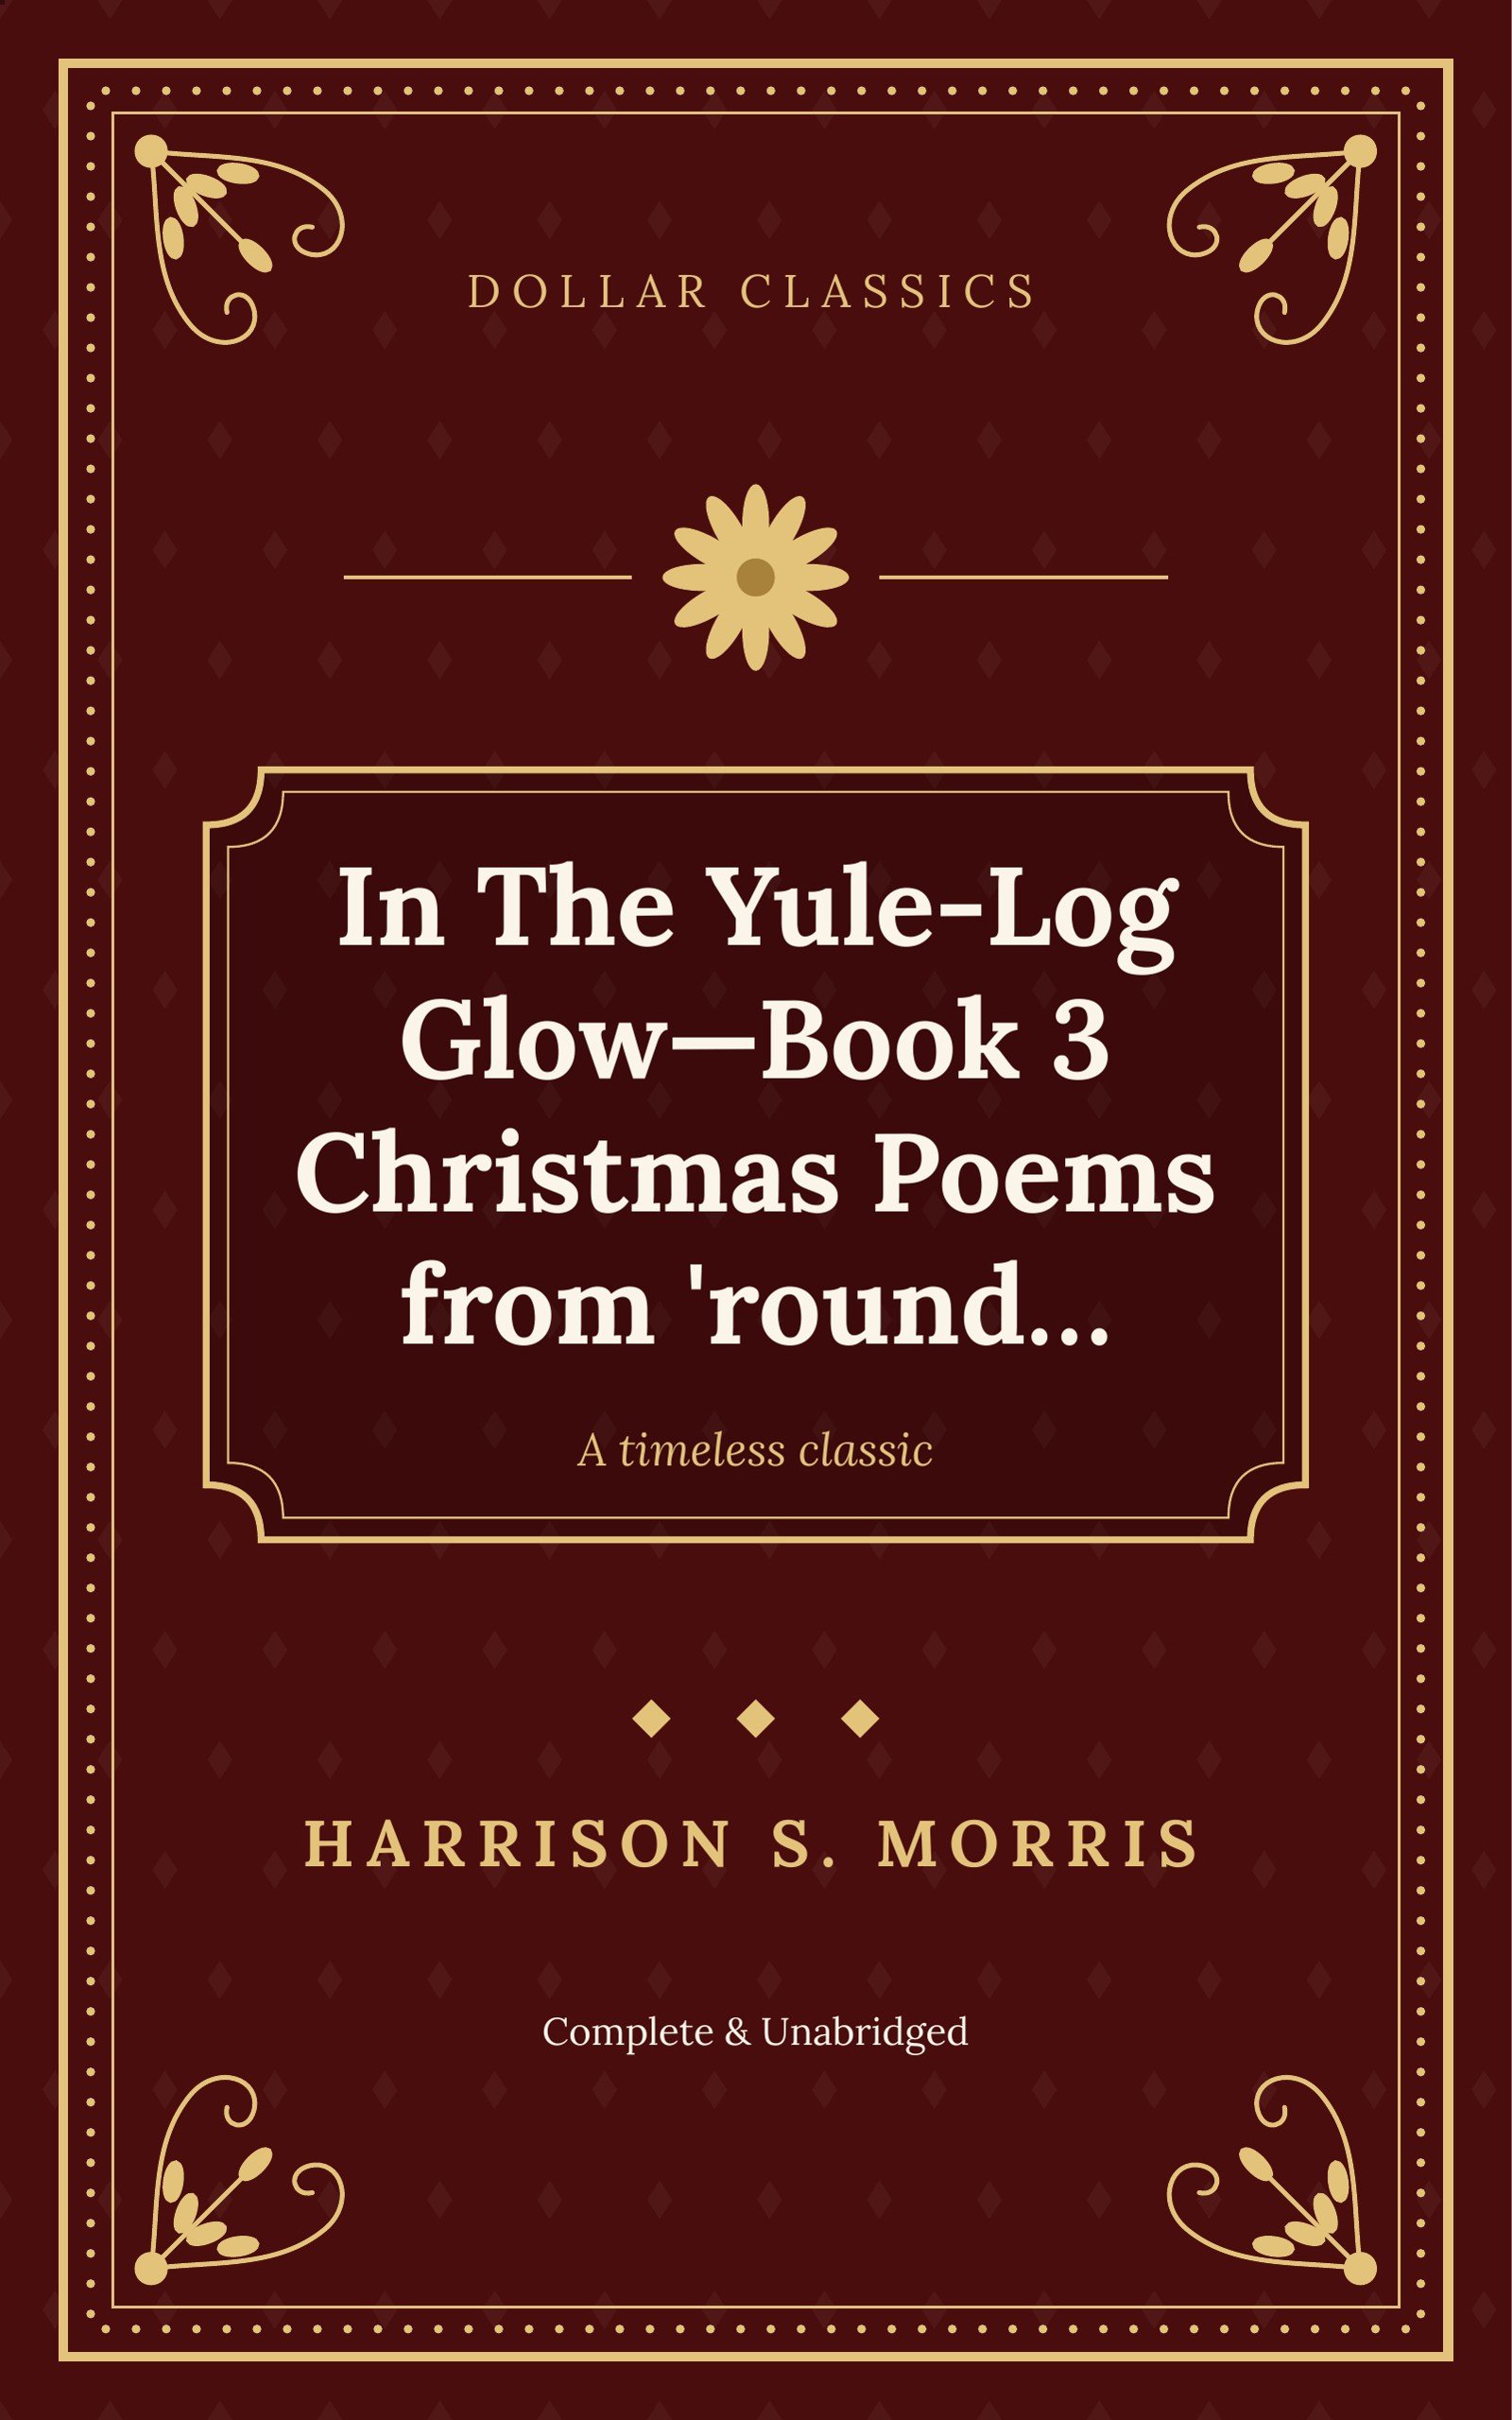 DOLLAR CLASSICS
In The Yule-Log
Glow—Book 3
Christmas Poems
from 'round...
A timeless classic
HARRISON S. MORRIS
Complete & Unabridged